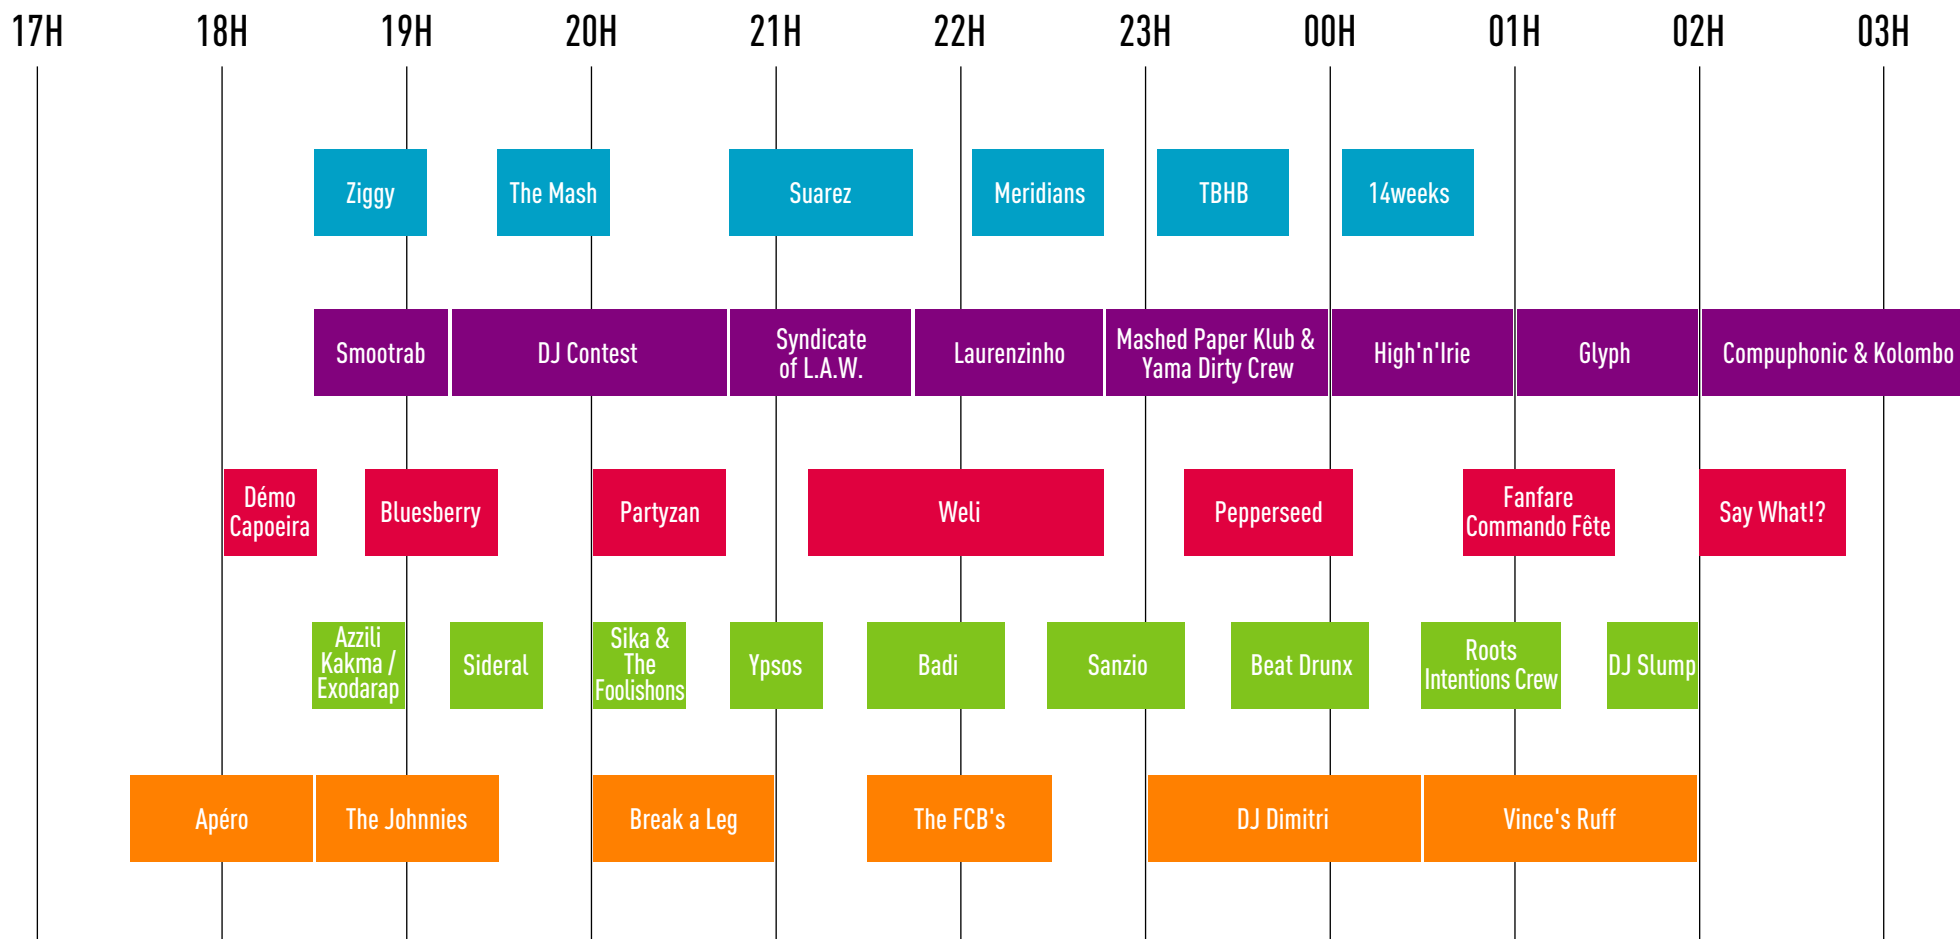 17H 18H 19H 20H 21H 22H 23H 00H 01H 02H 03H
Ziggy
The Mash
Suarez
Meridians
TBHB
14weeks
Smootrab
DJ Contest
Syndicate
of L.A.W.
Laurenzinho
Mashed Paper Klub &
Yama Dirty Crew
High'n'Irie
Glyph
Compuphonic & Kolombo
Démo
Capoeira
Bluesberry
Partyzan
Weli
Pepperseed
Fanfare
Commando Fête
Say What!?
Azzili
Kakma /
Exodarap
Sideral
Sika &
The
Foolishons
Ypsos
Badi
Sanzio
Beat Drunx
Roots
Intentions Crew
DJ Slump
Apéro
The Johnnies
Break a Leg
The FCB's
DJ Dimitri
Vince's Ruff